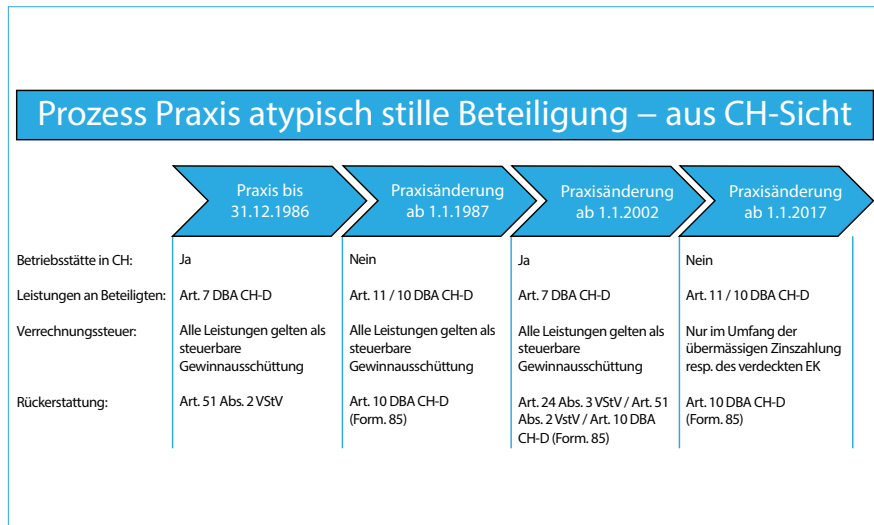 Prozess Praxis atypisch stille Beteiligung – aus CH-Sicht
Praxis bis
31.12.1986
Praxisänderung
ab 1.1.1987
Praxisänderung
ab 1.1.2002
Praxisänderung
ab 1.1.2017
Betriebsstätte in CH:
Ja
Nein
Ja
Nein
Leistungen an Beteiligten:
Art. 7 DBA CH-D
Art. 11 / 10 DBA CH-D
Art. 7 DBA CH-D
Art. 11 / 10 DBA CH-D
Verrechnungssteuer:
Alle Leistungen gelten als
steuerbare
Gewinnausschüttung
Alle Leistungen gelten als
steuerbare
Gewinnausschüttung
Alle Leistungen gelten als
steuerbare
Gewinnausschüttung
Nur im Umfang der
übermässigen Zinszahlung
resp. des verdeckten EK
Rückerstattung:
Art. 51 Abs. 2 VStV
Art. 10 DBA CH-D
(Form. 85)
Art. 24 Abs. 3 VStV / Art. 51
Abs. 2 VstV / Art. 10 DBA
CH-D (Form. 85)
Art. 10 DBA CH-D
(Form. 85)